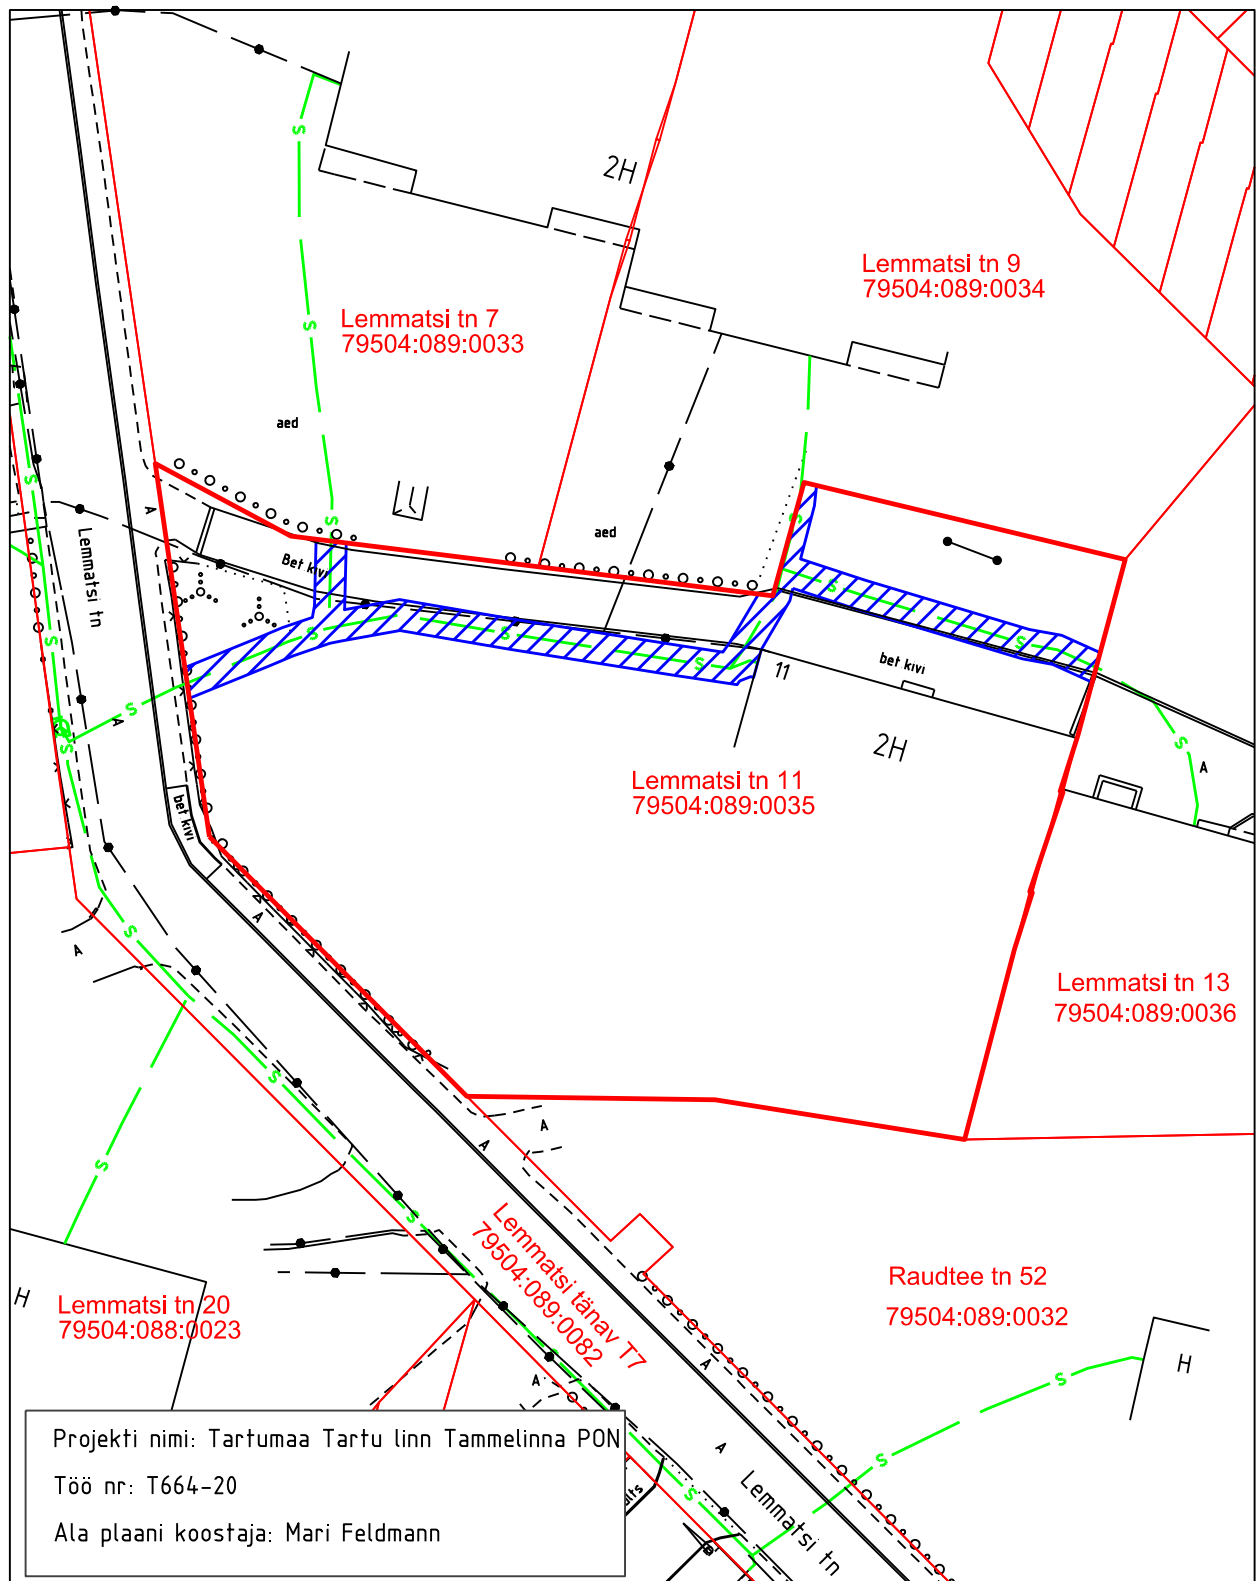 2H
Lemmatsi tn 9
79504:089:0034
Lemmatsi tn 7
79504:089:0033
aed
aed
A
Lemmatsi tn
Bet kivi
S
11
bet kivi
2H
A
Lemmatsi tn 11
79504:089:0035
A
bet kivi
A
A
Lemmatsi tn 13
79504:089:0036
A
A
Lemmatsi tänav T7
79504:089:0082
Raudtee tn 52
79504:089:0032
H
Lemmatsi tn 20
79504:088:0023
H
A
A
A
Lemmatsi tn
Projekti nimi: Tartumaa Tartu linn Tammelinna PON
Töö nr: T664-20
Ala plaani koostaja: Mari Feldmann